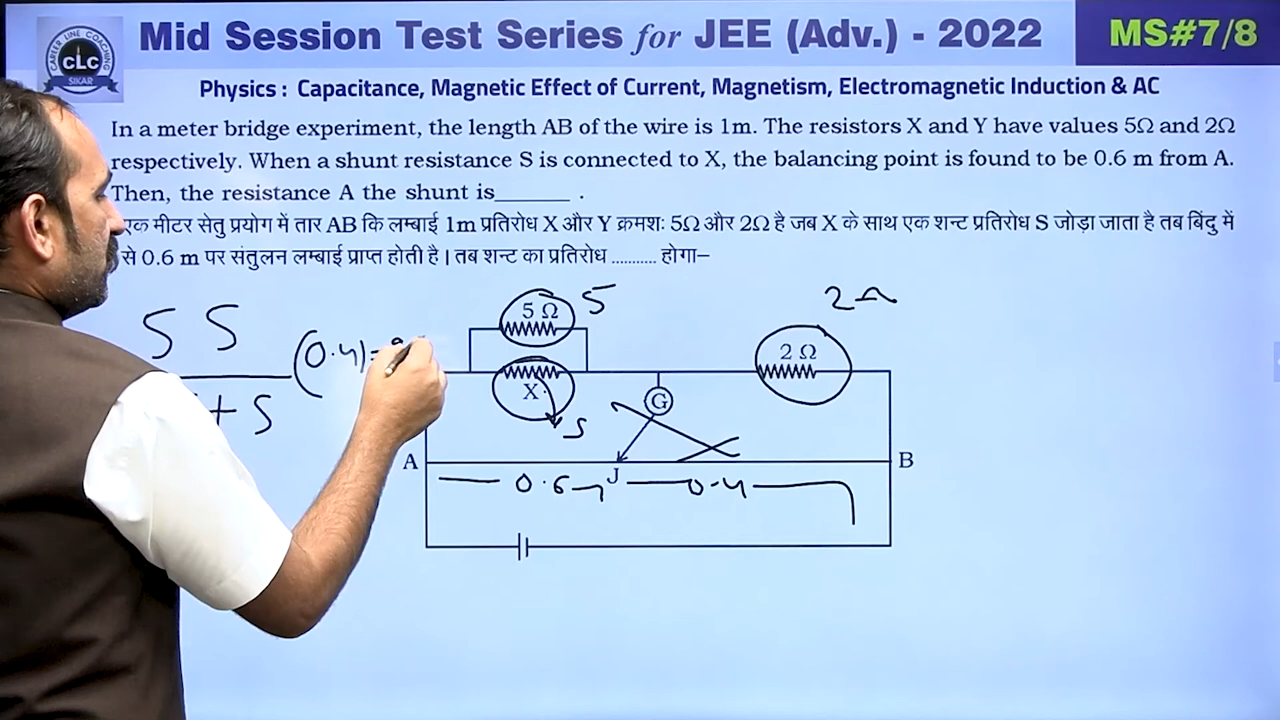 CAREER LINE COACHING
CLC
SIKAR
Mid Session Test Series for JEE (Adv.) - 2022
MS#7/8
Physics : Capacitance, Magnetic Effect of Current, Magnetism, Electromagnetic Induction & AC
In a meter bridge experiment, the length AB of the wire is 1m. The resistors X and Y have values 5Ω and 2Ω
respectively. When a shunt resistance S is connected to X, the balancing point is found to be 0.6 m from A.
Then, the resistance A the shunt is______ .
एक मीटर सेतु प्रयोग में तार AB कि लम्बाई 1m प्रतिरोध X और Y क्रमशः 5Ω और 2Ω है जब X के साथ एक शन्ट प्रतिरोध S जोड़ा जाता है तब बिंदु में
से 0.6 m पर संतुलन लम्बाई प्राप्त होती है। तब शन्ट का प्रतिरोध ........... होगा–
5 Ω 5 2Ω
5 S
(0.4)=
+ S
2 Ω
X
G
S
A J B
0.6 0.4